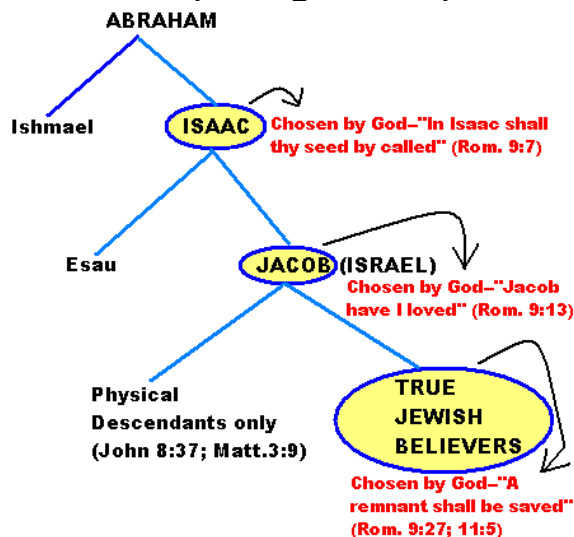 ABRAHAM
Ishmael
ISAAC
Chosen by God–"In Isaac shall
thy seed by called" (Rom. 9:7)
Esau
JACOB (ISRAEL)
Chosen by God–"Jacob
have I loved" (Rom. 9:13)
Physical
Descendants only
(John 8:37; Matt.3:9)
TRUE
JEWISH
BELIEVERS
Chosen by God–"A
remnant shall be saved"
(Rom. 9:27; 11:5)